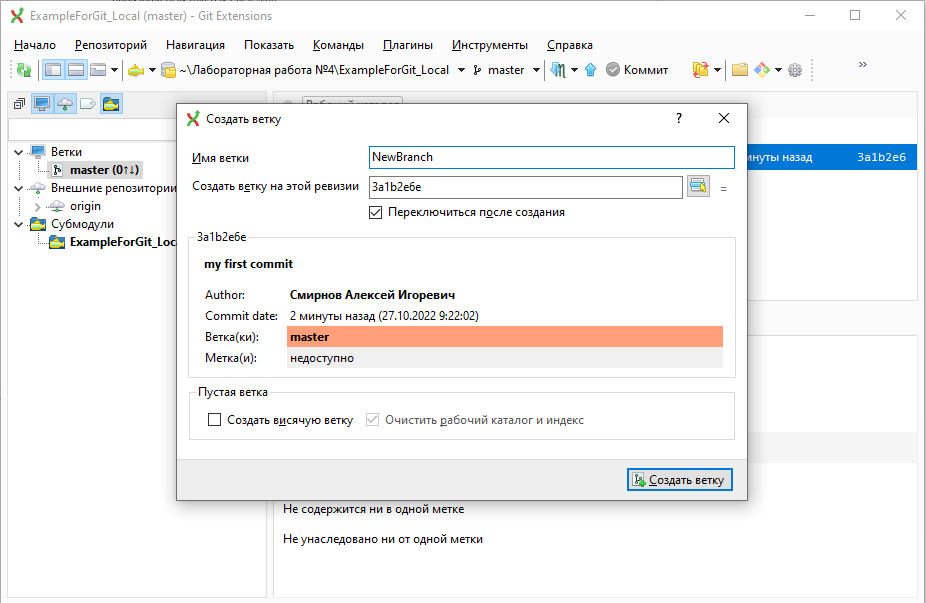 ExampleForGit_Local (master) - Git Extensions
Начало Репозиторий Навигация Показать Команды Плагины Инструменты Справка
~\Лабораторная работа №4\ExampleForGit_Local master Коммит »
Создать ветку ? 
Ветки
master (0↑↓)
Внешние репозитории
origin
Субмодули
ExampleForGit_Loc
минуты назад 3a1b2e6
Имя ветки NewBranch
Создать ветку на этой ревизии 3a1b2e6e =
Переключиться после создания
3a1b2e6e
my first commit
Author: Смирнов Алексей Игоревич
Commit date: 2 минуты назад (27.10.2022 9:22:02)
Ветка(ки): master
Метка(и): недоступно
Пустая ветка
Создать висячую ветку Очистить рабочий каталог и индекс
Создать ветку
Не содержится ни в одной метке
Не унаследовано ни от одной метки